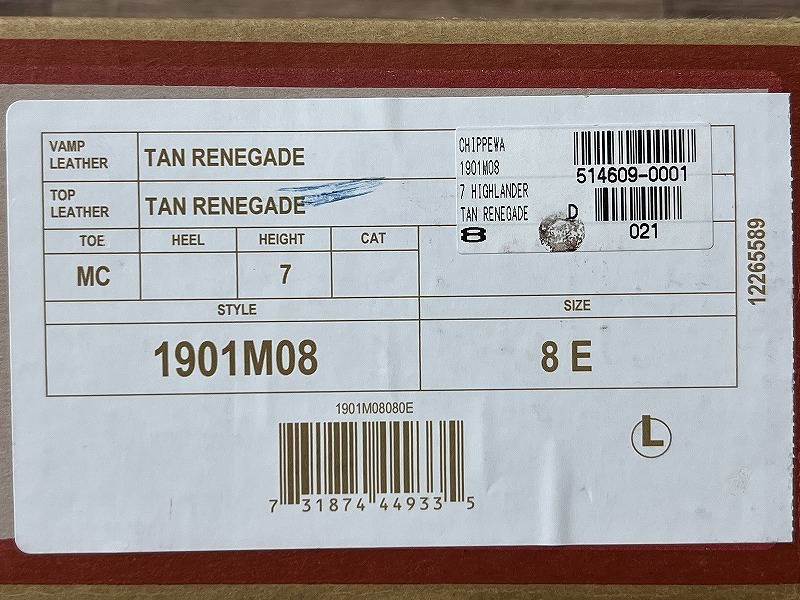 VAMP LEATHER
TAN RENEGADE
TOP LEATHER
TAN RENEGADE
CHIPPEWA
1901M08
7 HIGHLANDER
TAN RENEGADE D
8
514609-0001
021
TOE HEEL HEIGHT CAT
MC 7
STYLE SIZE
1901M08 8 E
12265589
1901M08080E
7 31874 44933 5
L